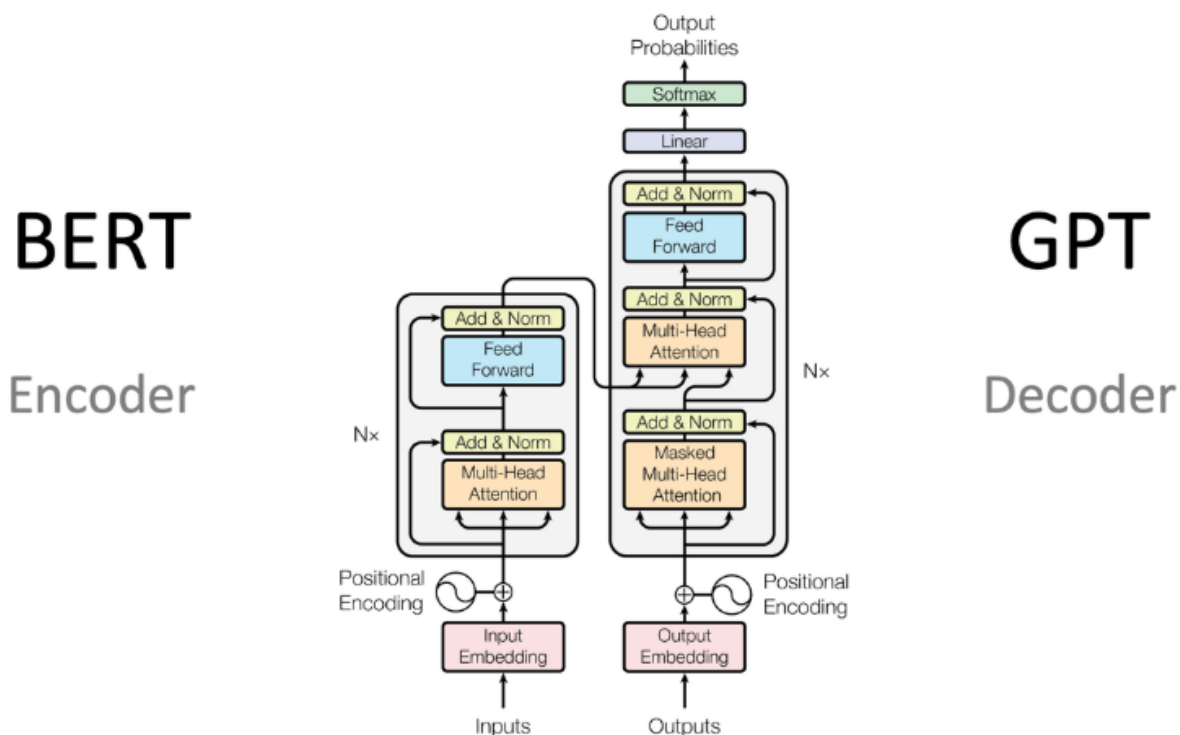 BERT
Encoder
Output
Probabilities
Softmax
Linear
Add & Norm
Feed
Forward
Add & Norm
Multi-Head
Attention
Add & Norm
Masked
Multi-Head
Attention
Nx
Positional
Encoding
Output
Embedding
Outputs
Add & Norm
Feed
Forward
Add & Norm
Multi-Head
Attention
Nx
Positional
Encoding
Input
Embedding
Inputs
GPT
Decoder